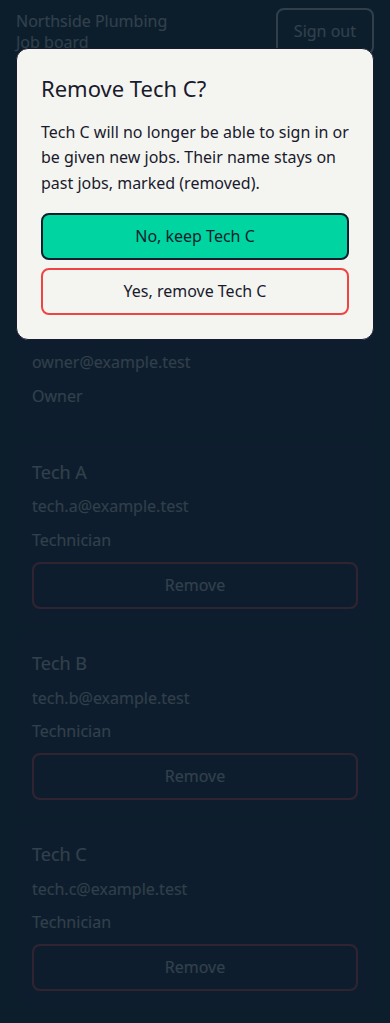 Northside Plumbing
Job board
Sign out
Remove Tech C?
Tech C will no longer be able to sign in or
be given new jobs. Their name stays on
past jobs, marked (removed).
No, keep Tech C
Yes, remove Tech C
owner@example.test
Owner
Tech A
tech.a@example.test
Technician
Remove
Tech B
tech.b@example.test
Technician
Remove
Tech C
tech.c@example.test
Technician
Remove